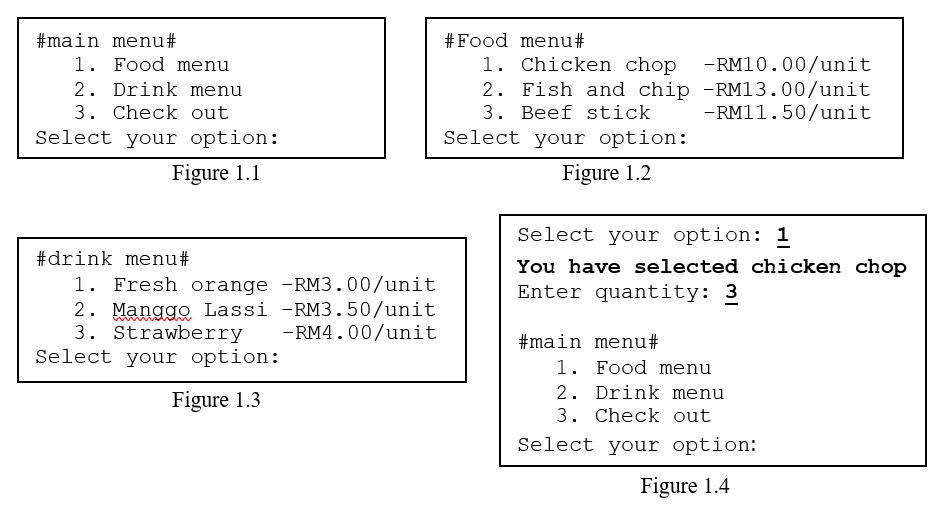 #main menu#
1. Food menu
2. Drink menu
3. Check out
Select your option:
Figure 1.1
#Food menu#
1. Chicken chop -RM10.00/unit
2. Fish and chip -RM13.00/unit
3. Beef stick -RM11.50/unit
Select your option:
Figure 1.2
#drink menu#
1. Fresh orange -RM3.00/unit
2. Manggo Lassi -RM3.50/unit
3. Strawberry -RM4.00/unit
Select your option:
Figure 1.3
Select your option: 1
You have selected chicken chop
Enter quantity: 3
#main menu#
1. Food menu
2. Drink menu
3. Check out
Select your option:
Figure 1.4